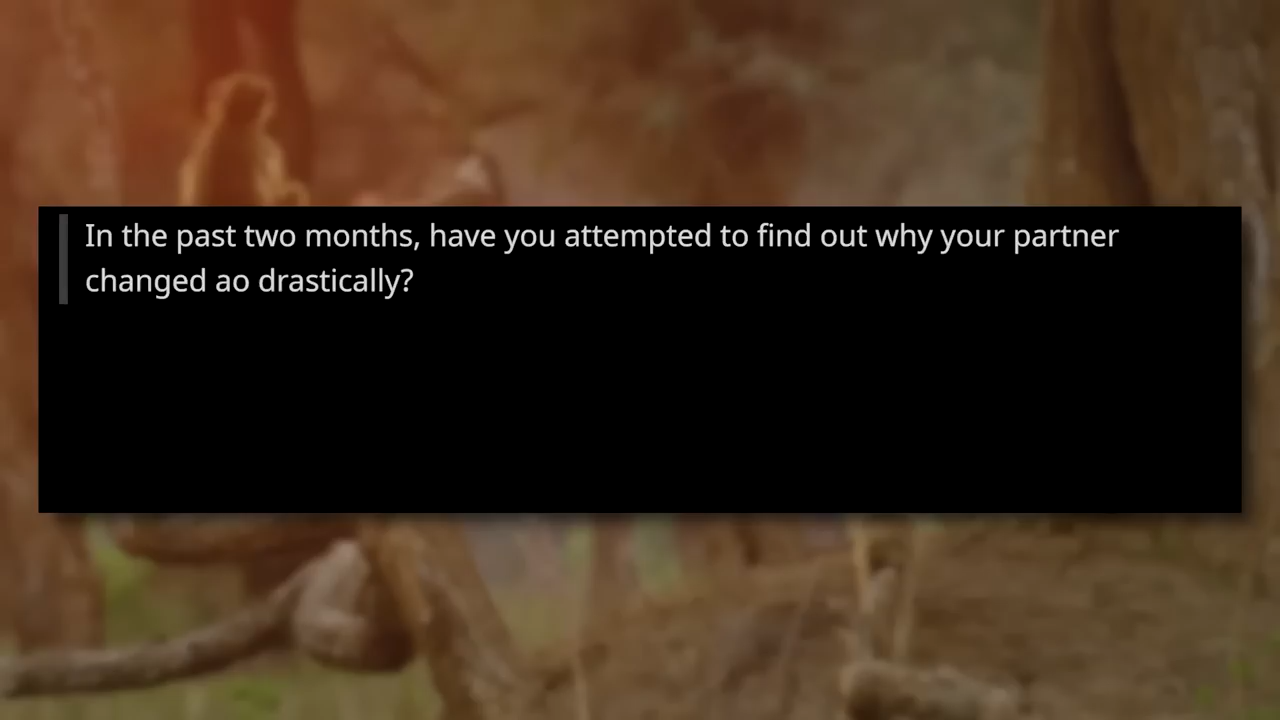 In the past two months, have you attempted to find out why your partner
changed ao drastically?